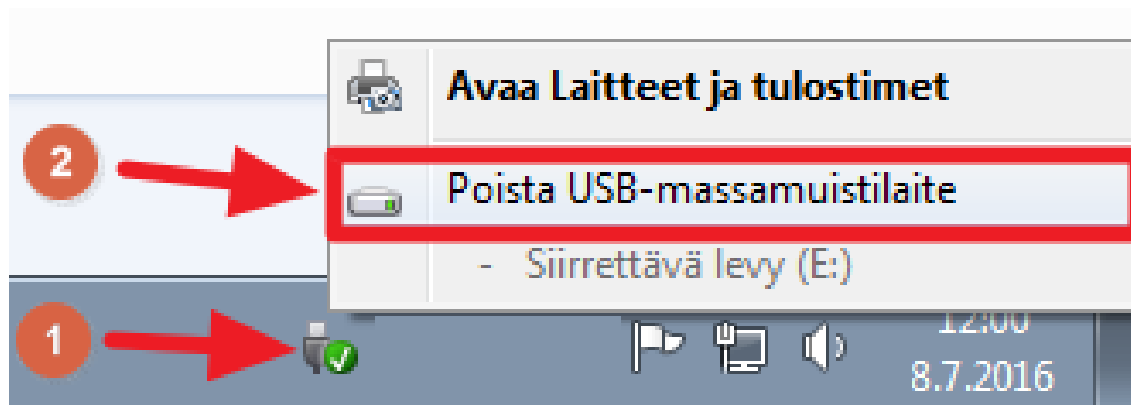 Avaa Laitteet ja tulostimet
2
Poista USB-massamuistilaite
- Siirrettävä levy (E:)
1
12:00
8.7.2016